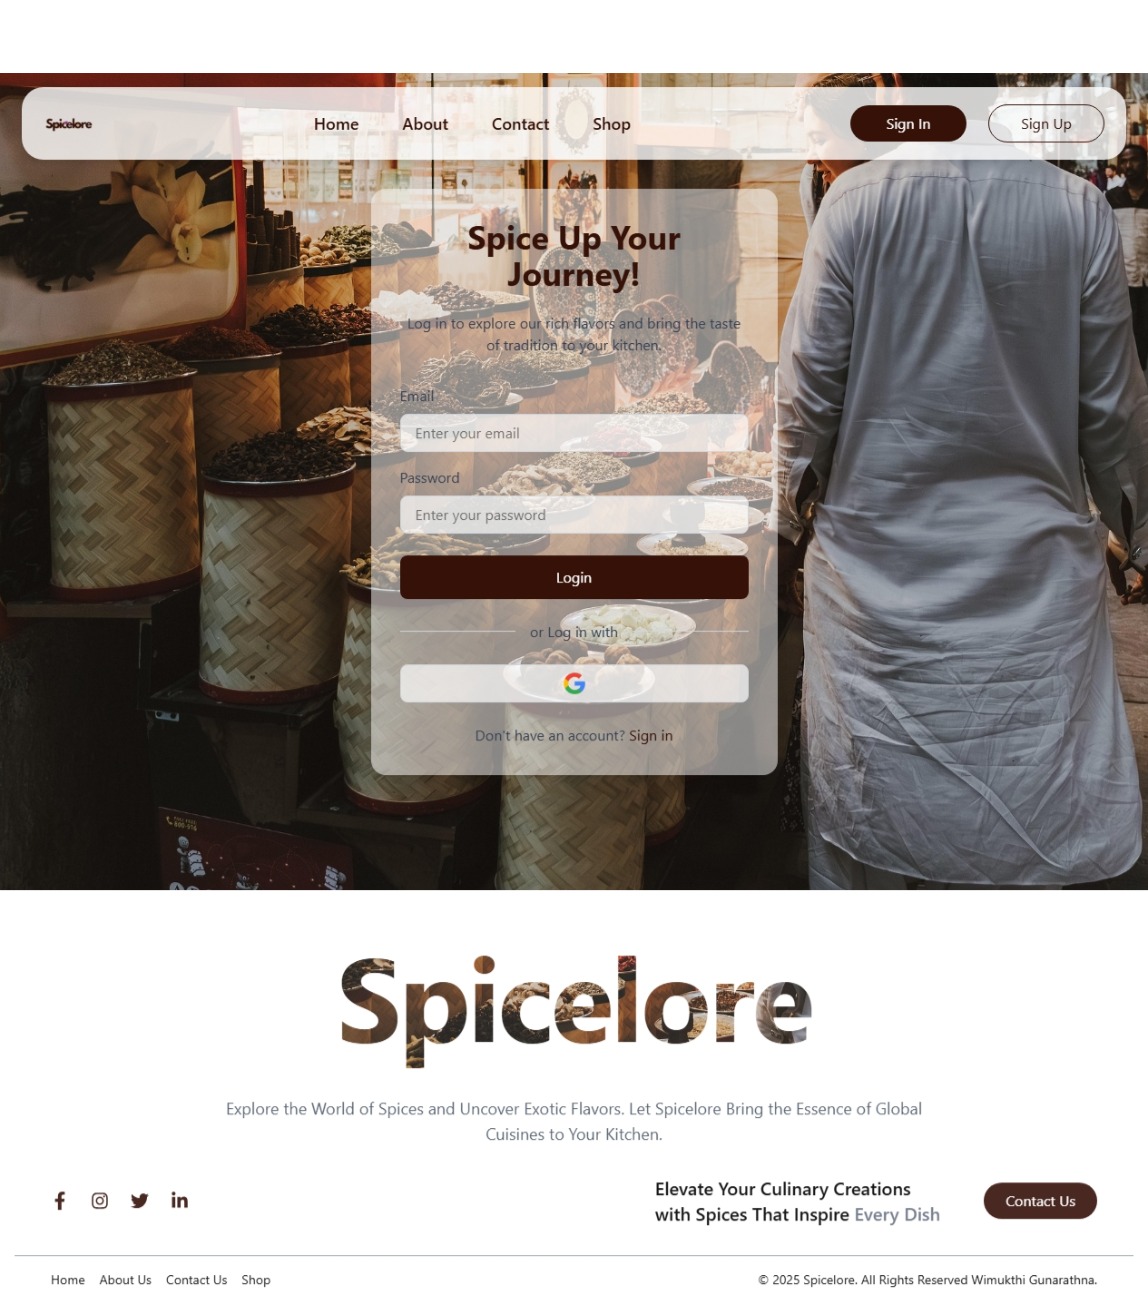 Spicelore
Home About Contact Shop
Sign In Sign Up
Spice Up Your
Journey!
Log in to explore our rich flavors and bring the taste
of tradition to your kitchen.
Email
Enter your email
Password
Enter your password
Login
or Log in with
Don't have an account? Sign in
Spicelore
Explore the World of Spices and Uncover Exotic Flavors. Let Spicelore Bring the Essence of Global
Cuisines to Your Kitchen.
Elevate Your Culinary Creations
with Spices That Inspire Every Dish
Contact Us
Home About Us Contact Us Shop
© 2025 Spicelore. All Rights Reserved Wimukthi Gunarathna.